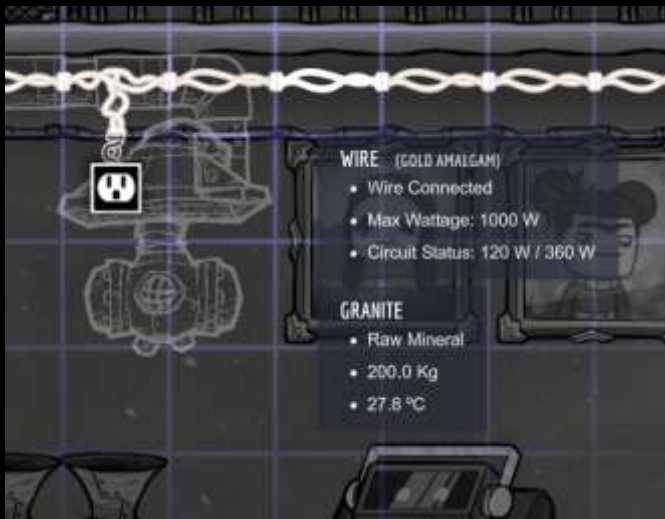 WIRE (GOLD AMALGAM)
• Wire Connected
• Max Wattage: 1000 W
• Circuit Status: 120 W / 360 W
GRANITE
• Raw Mineral
• 200.0 Kg
• 27.8 ºC